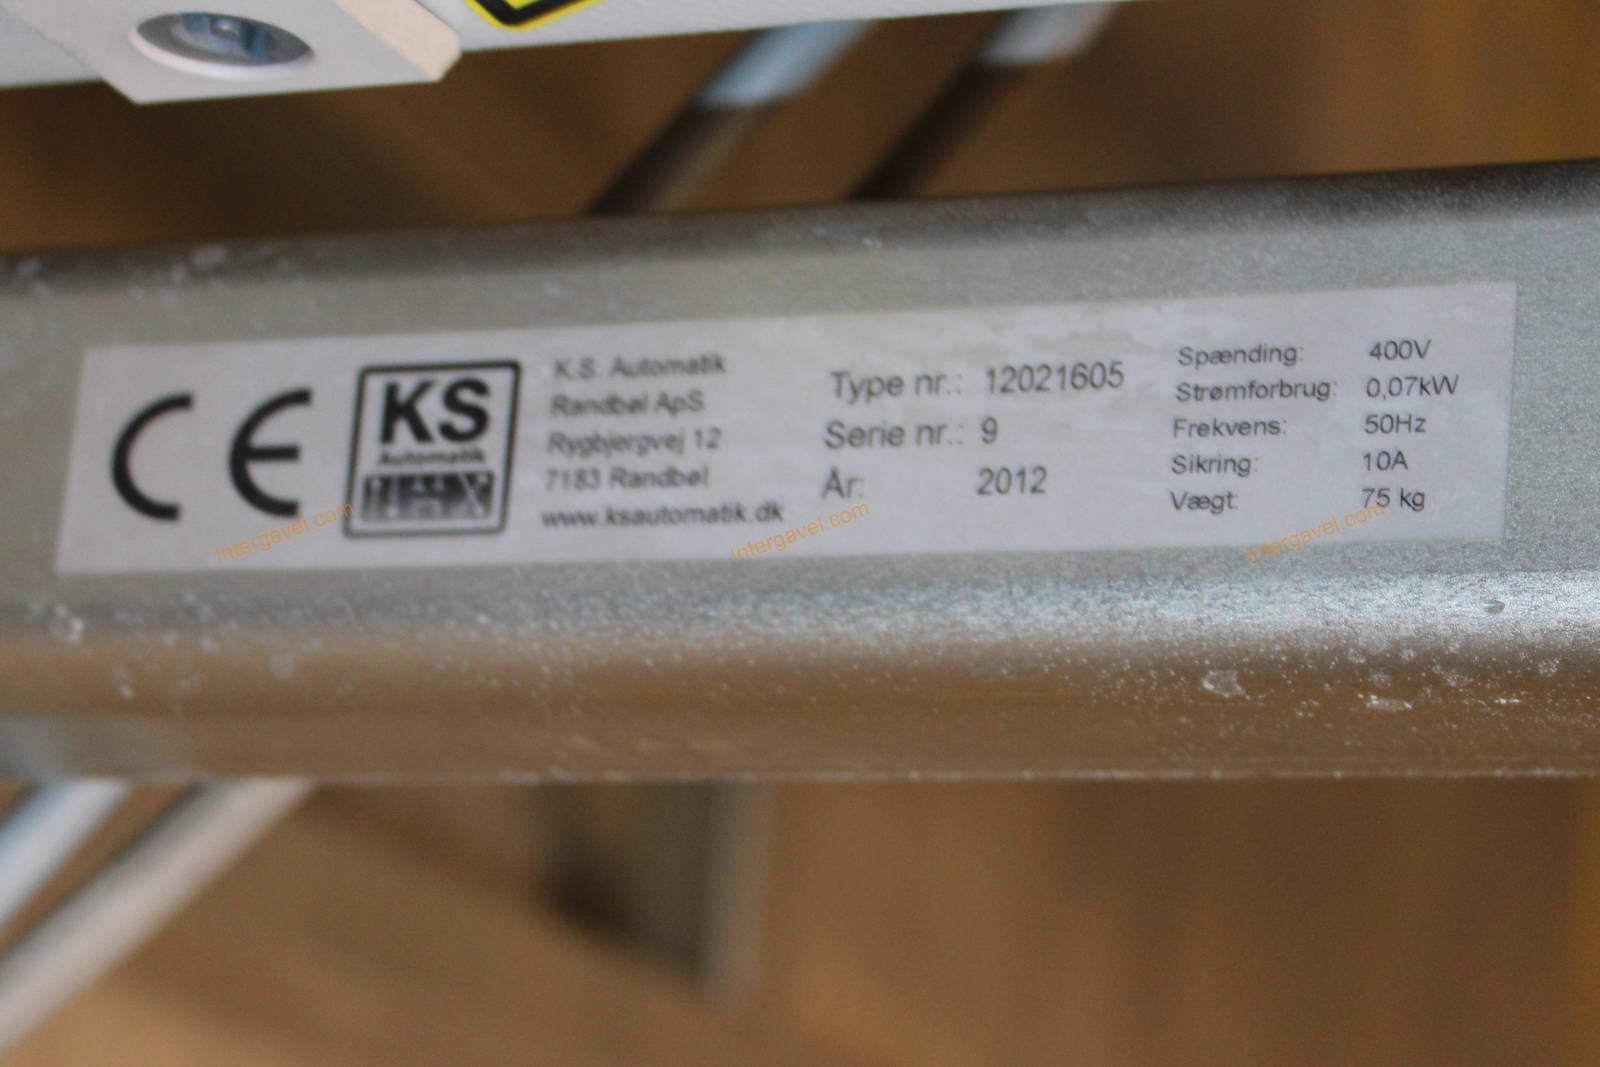 CE
KS
Automatik
K.S. Automatik
Randbøl ApS
Rygbjergvej 12
7183 Randbøl
www.ksautomatik.dk
Type nr.: 12021605
Serie nr.: 9
År: 2012
Spænding: 400V
Strømforbrug: 0,07kW
Frekvens: 50Hz
Sikring: 10A
Vægt: 75 kg
Intergavel.com
Intergavel.com
Intergavel.com